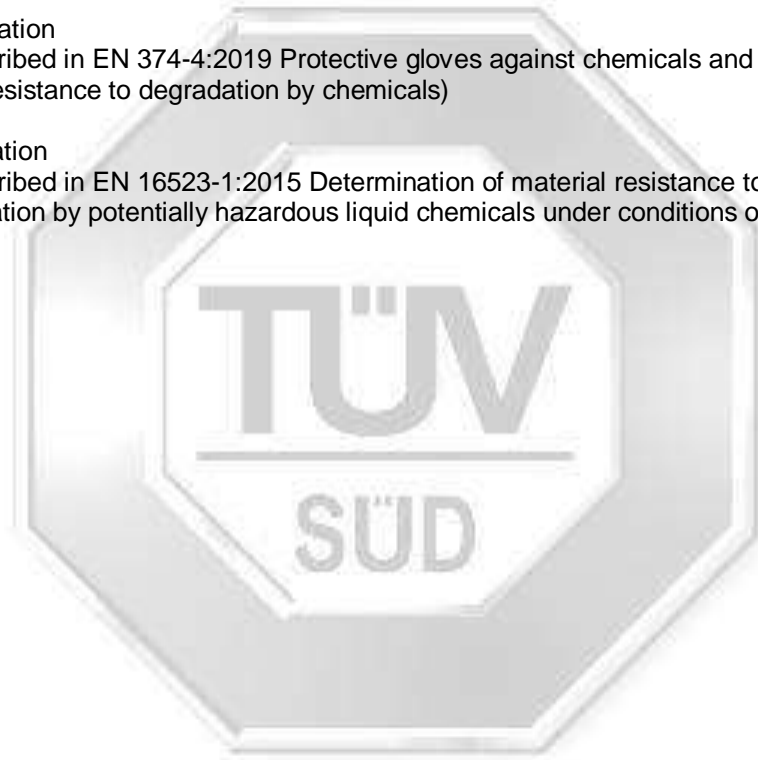 ation
ribed in EN 374-4:2019 Protective gloves against chemicals and
esistance to degradation by chemicals)
ation
ribed in EN 16523-1:2015 Determination of material resistance to
ation by potentially hazardous liquid chemicals under conditions o
TÜV
SÜD